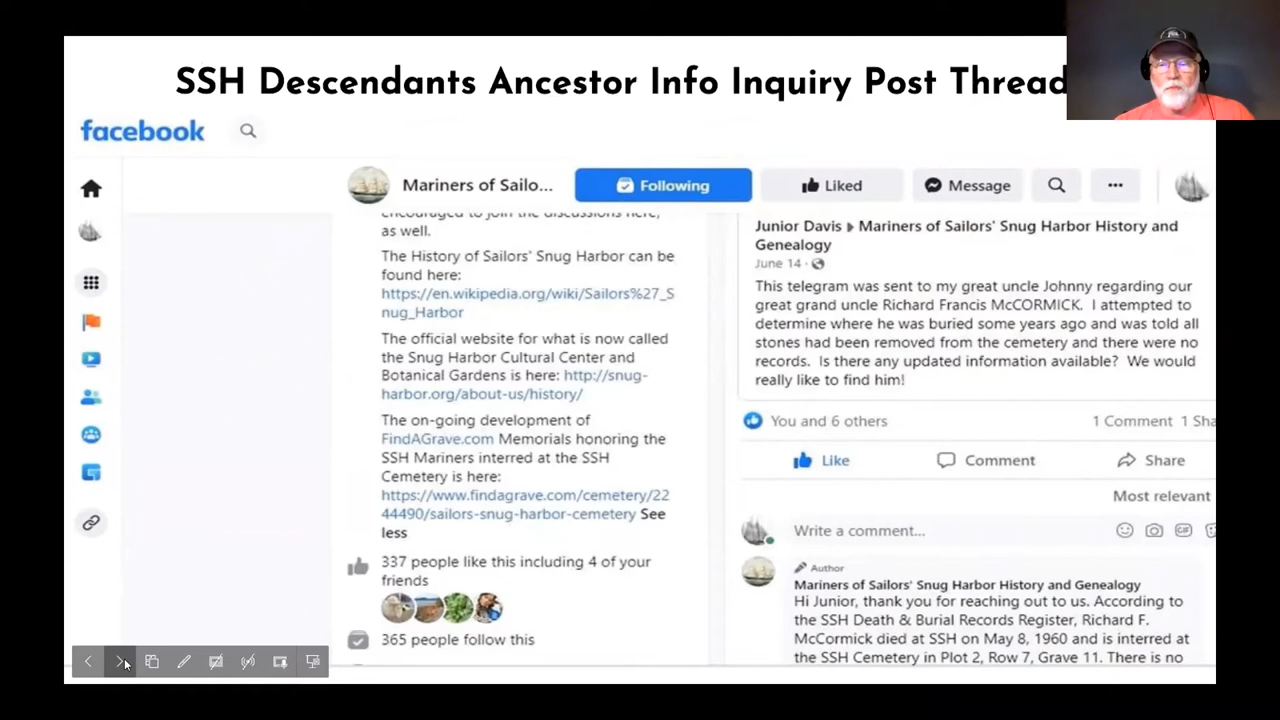 SSH Descendants Ancestor Info Inquiry Post Thread
facebook
Mariners of Sailo...
Following
Liked
Message
encouraged to join the discussions here,
as well.
The History of Sailors' Snug Harbor can be
found here:
https://en.wikipedia.org/wiki/Sailors%27_S
nug_Harbor
The official website for what is now called
the Snug Harbor Cultural Center and
Botanical Gardens is here: http://snug-
harbor.org/about-us/history/
The on-going development of
FindAGrave.com Memorials honoring the
SSH Mariners interred at the SSH
Cemetery is here:
https://www.findagrave.com/cemetery/22
44490/sailors-snug-harbor-cemetery See
less
337 people like this including 4 of your
friends
365 people follow this
Junior Davis ▸ Mariners of Sailors' Snug Harbor History and
Genealogy
June 14 ·
This telegram was sent to my great uncle Johnny regarding our
great grand uncle Richard Francis McCORMICK. I attempted to
determine where he was buried some years ago and was told all
stones had been removed from the cemetery and there were no
records. Is there any updated information available? We would
really like to find him!
You and 6 others
1 Comment 1 Sha
Like
Comment
Share
Most relevant
Write a comment...
GIF
Author
Mariners of Sailors' Snug Harbor History and Genealogy
Hi Junior, thank you for reaching out to us. According to
the SSH Death & Burial Records Register, Richard F.
McCormick died at SSH on May 8, 1960 and is interred at
the SSH Cemetery in Plot 2, Row 7, Grave 11. There is no